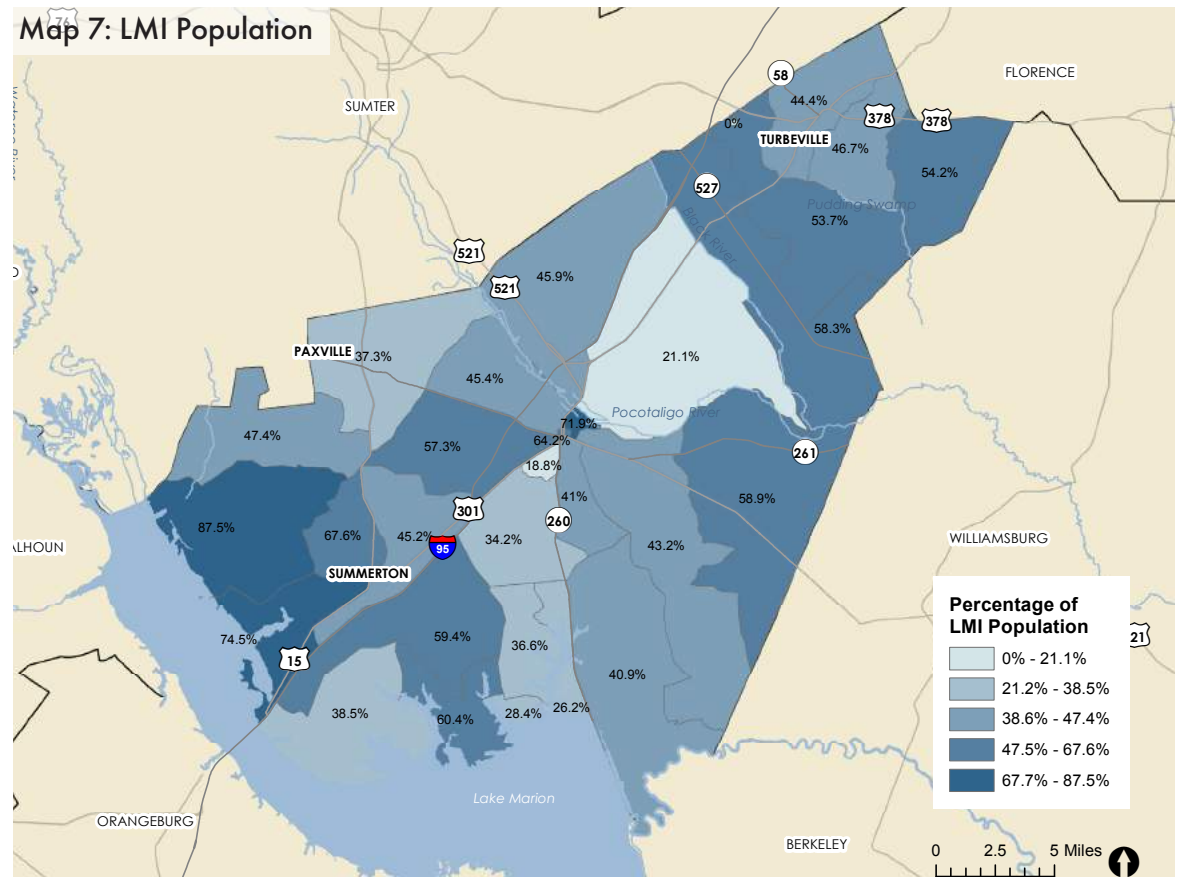 Map 7: LMI Population
76
58
FLORENCE
44.4%
SUMTER
378
378
0%
TURBEVILLE
46.7%
54.2%
527
Pudding Swamp
53.7%
Black River
521
45.9%
521
58.3%
PAXVILLE
37.3%
21.1%
45.4%
Pocotaligo River
71.9%
47.4%
57.3%
64.2%
261
18.8%
87.5%
301
41%
58.9%
67.6%
45.2%
34.2%
260
43.2%
ALHOUN
95
WILLIAMSBURG
SUMMERTON
74.5%
59.4%
36.6%
15
40.9%
38.5%
60.4%
28.4%
26.2%
Lake Marion
ORANGEBURG
BERKELEY
21
Percentage of
LMI Population
0% - 21.1%
21.2% - 38.5%
38.6% - 47.4%
47.5% - 67.6%
67.7% - 87.5%
0 2.5 5 Miles